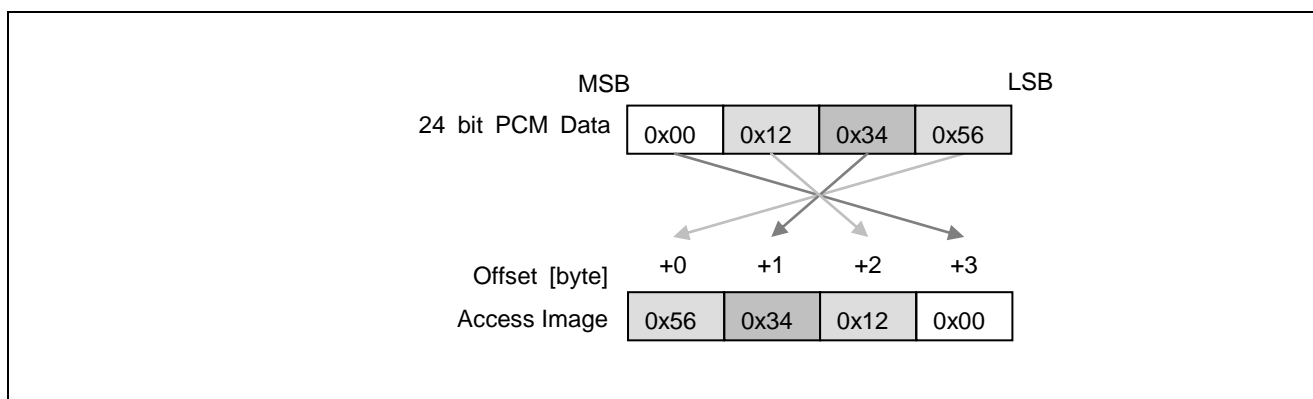 MSB LSB
24 bit PCM Data 0x00 0x12 0x34 0x56
Offset [byte] +0 +1 +2 +3
Access Image 0x56 0x34 0x12 0x00